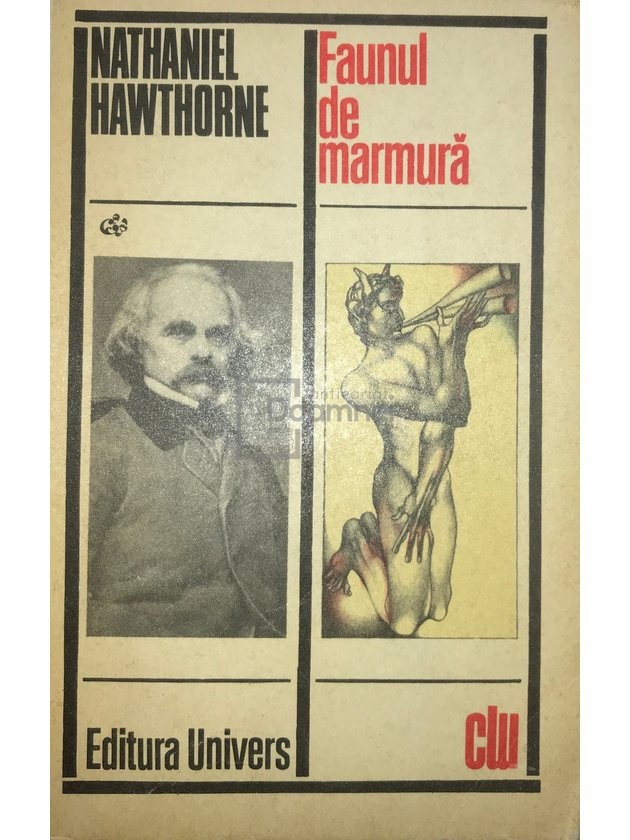 NATHANIEL
HAWTHORNE
Faunul
de
marmură
Editura Univers
clu